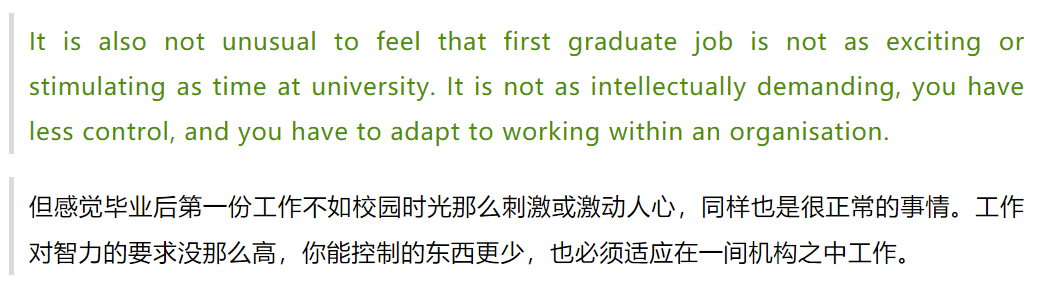 It is also not unusual to feel that first graduate job is not as exciting or
stimulating as time at university. It is not as intellectually demanding, you have
less control, and you have to adapt to working within an organisation.
但感觉毕业后第一份工作不如校园时光那么刺激或激动人心，同样也是很正常的事情。工作
对智力的要求没那么高，你能控制的东西更少，也必须适应在一间机构之中工作。